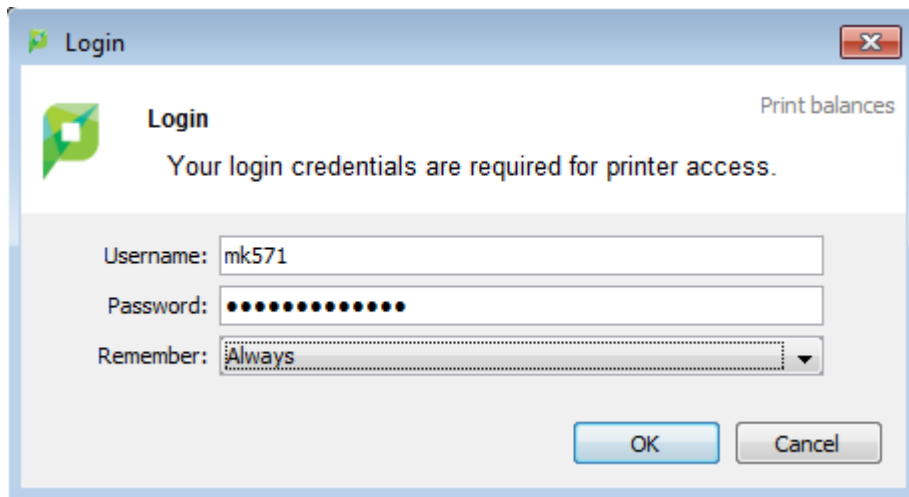 Login
Print balances
Login
Your login credentials are required for printer access.
Username: mk571
Password: •••••••••••••
Remember: Always
OK Cancel